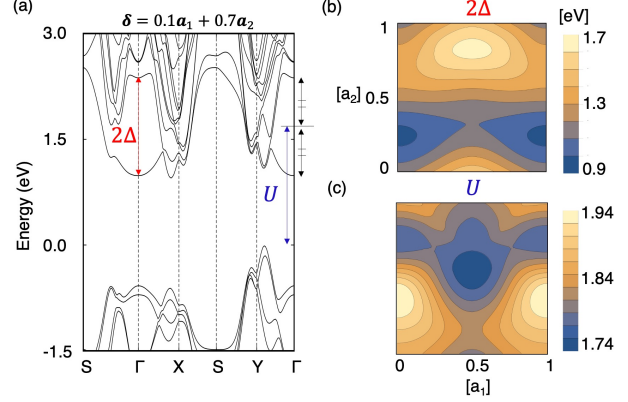 (a)
δ = 0.1a₁ + 0.7a₂
Energy (eV)
3.0
1.5
0.0
-1.5
2Δ
U
S Γ X S Y Γ
(b)
2Δ
[eV]
[a₂]
1
0.5
0
1.7
1.3
0.9
(c)
U
1.94
1.84
1.74
0 0.5 1
[a₁]